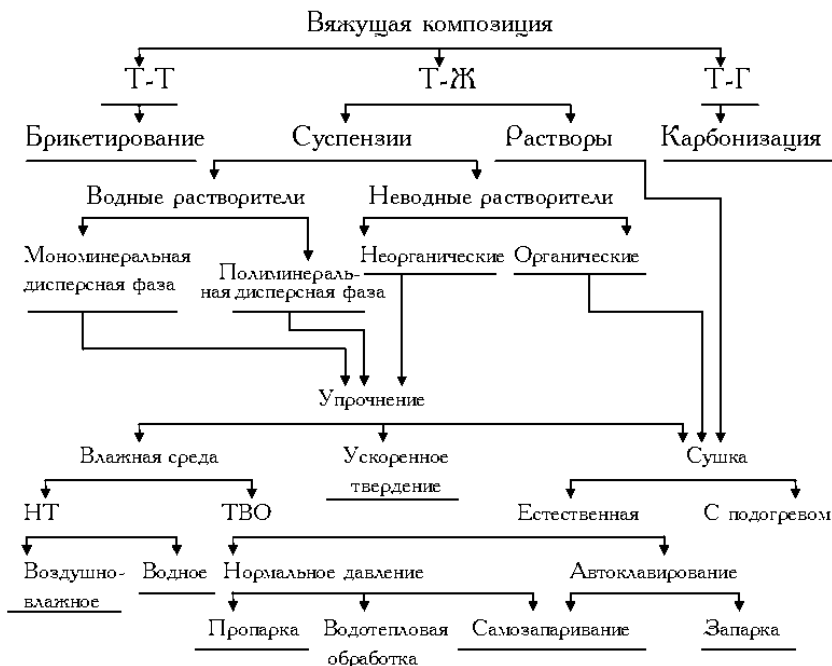 Вяжущая композиция
Т-Т
Т-Ж
Т-Г
Брикетирование
Суспензии
Растворы
Карбонизация
Водные растворители
Неводные растворители
Мономинеральная
дисперсная фаза
Полиминераль-
ная дисперсная фаза
Неорганические
Органические
Упрочнение
Влажная среда
Ускоренное
твердение
Сушка
НТ
ТВО
Естественная
С подогревом
Воздушно-
влажное
Водное
Нормальное давление
Автоклавирование
Пропарка
Водотепловая
обработка
Самозапаривание
Запарка